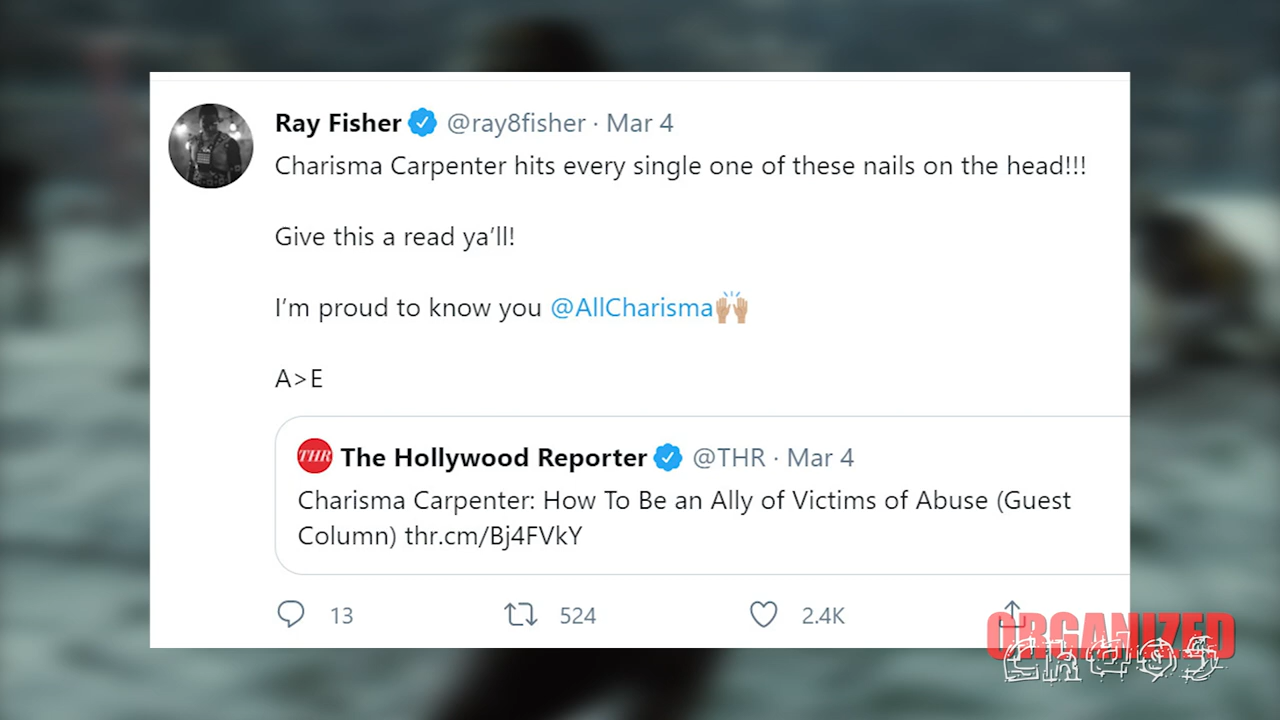 Ray Fisher @ray8fisher · Mar 4
Charisma Carpenter hits every single one of these nails on the head!!!
Give this a read ya'll!
I'm proud to know you @AllCharisma🙌🏼
A>E
THR The Hollywood Reporter @THR · Mar 4
Charisma Carpenter: How To Be an Ally of Victims of Abuse (Guest
Column) thr.cm/Bj4FVkY
13 524 2.4K
ORGANIZED
CHAOS